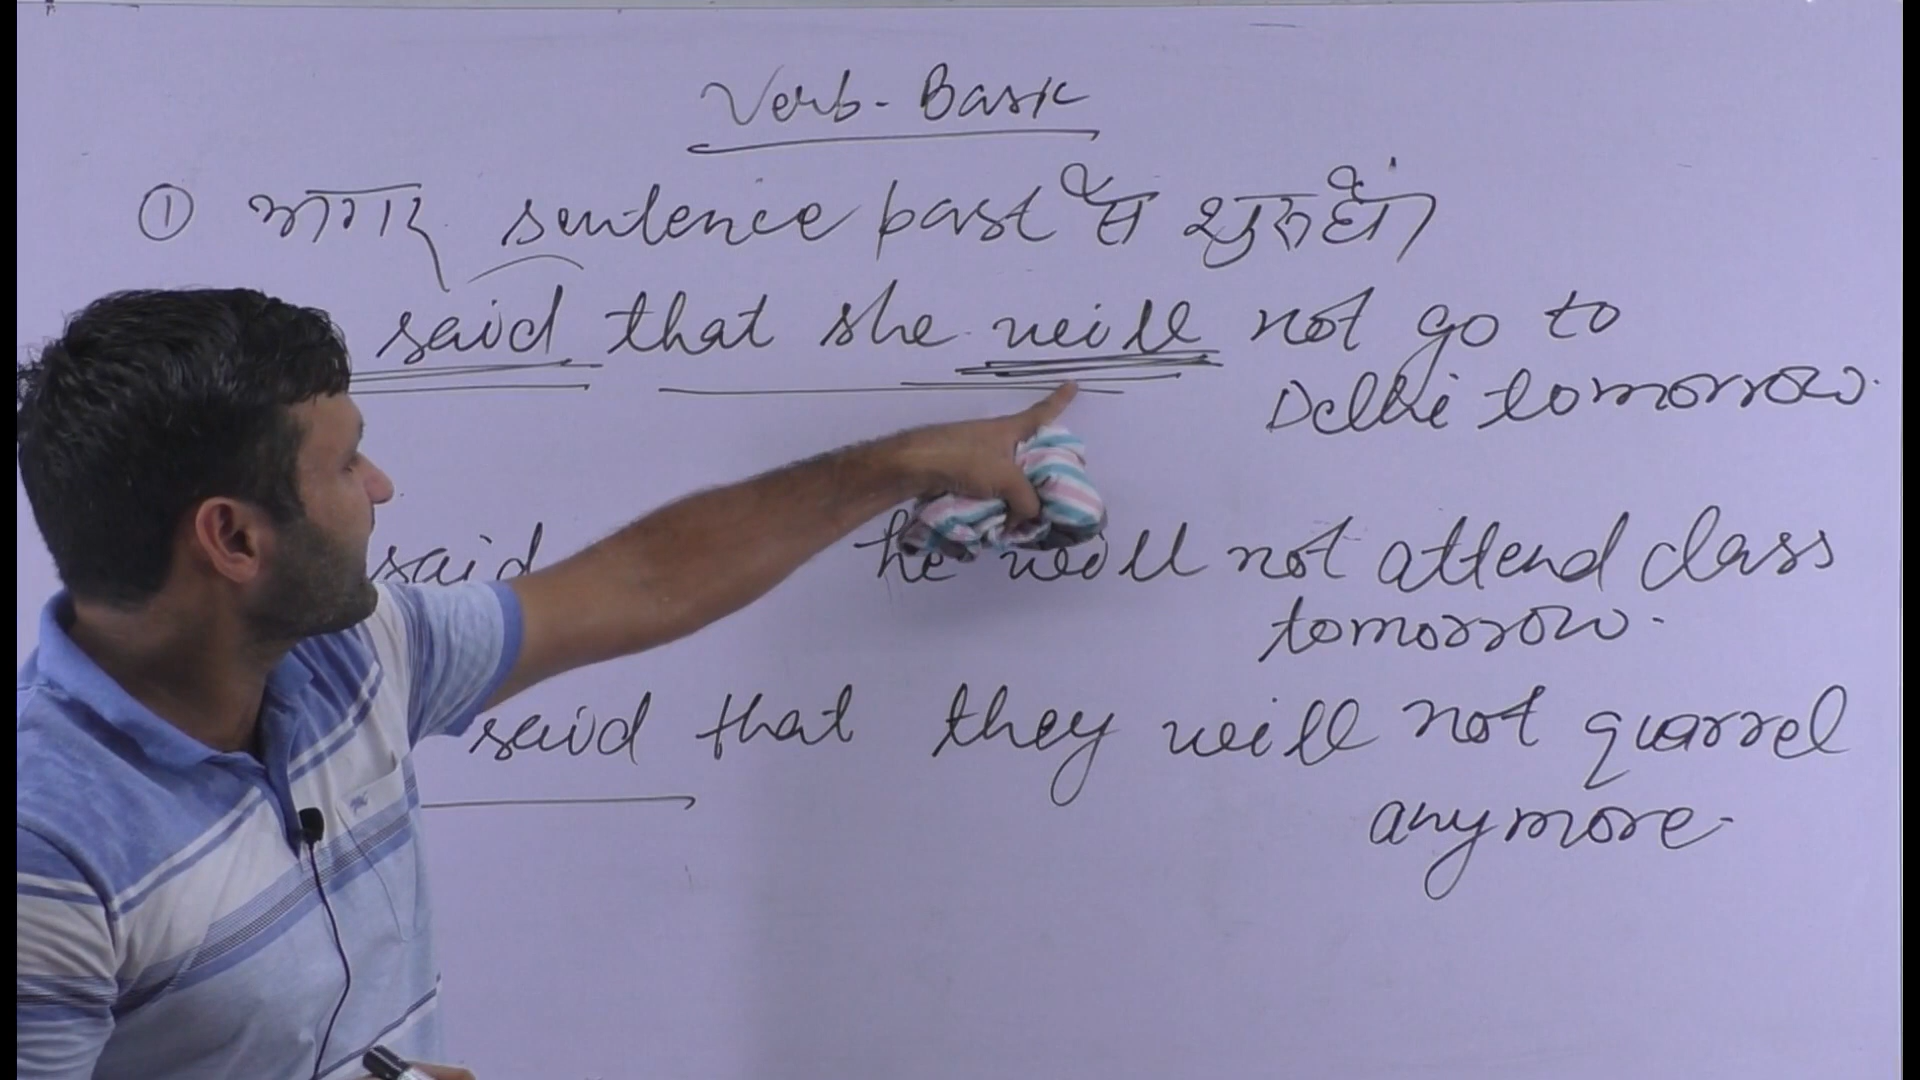 Verb-Basic
① अगर sentence past से शुरु हो
said that she will not go to
Delhi tomorrow.
said he will not attend class
tomorrow.
said that they will not quarrel
anymore.